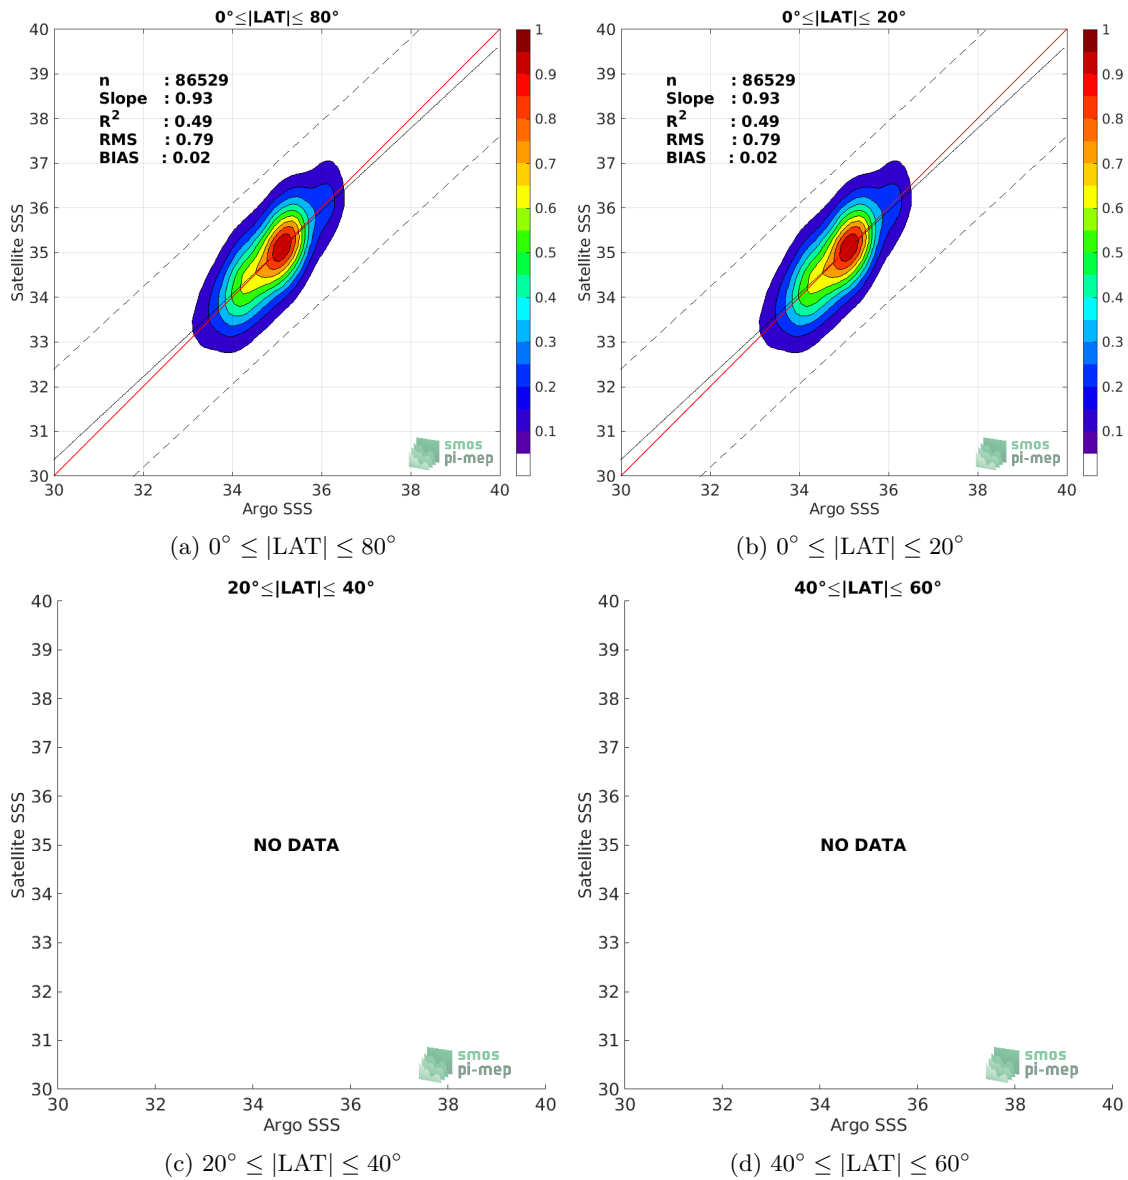 0°≤|LAT|≤ 80°
40
39
38
37
36
35
34
33
32
31
30
Satellite SSS
n : 86529
Slope : 0.93
R² : 0.49
RMS : 0.79
BIAS : 0.02
smos
pi-mep
30 32 34 36 38 40
Argo SSS
1
0.9
0.8
0.7
0.6
0.5
0.4
0.3
0.2
0.1
(a) 0° ≤ |LAT| ≤ 80°
0°≤|LAT|≤ 20°
40
39
38
37
36
35
34
33
32
31
30
Satellite SSS
n : 86529
Slope : 0.93
R² : 0.49
RMS : 0.79
BIAS : 0.02
smos
pi-mep
30 32 34 36 38 40
Argo SSS
1
0.9
0.8
0.7
0.6
0.5
0.4
0.3
0.2
0.1
(b) 0° ≤ |LAT| ≤ 20°
20°≤|LAT|≤ 40°
40
39
38
37
36
35
34
33
32
31
30
Satellite SSS
NO DATA
smos
pi-mep
30 32 34 36 38 40
Argo SSS
(c) 20° ≤ |LAT| ≤ 40°
40°≤|LAT|≤ 60°
40
39
38
37
36
35
34
33
32
31
30
Satellite SSS
NO DATA
smos
pi-mep
30 32 34 36 38 40
Argo SSS
(d) 40° ≤ |LAT| ≤ 60°